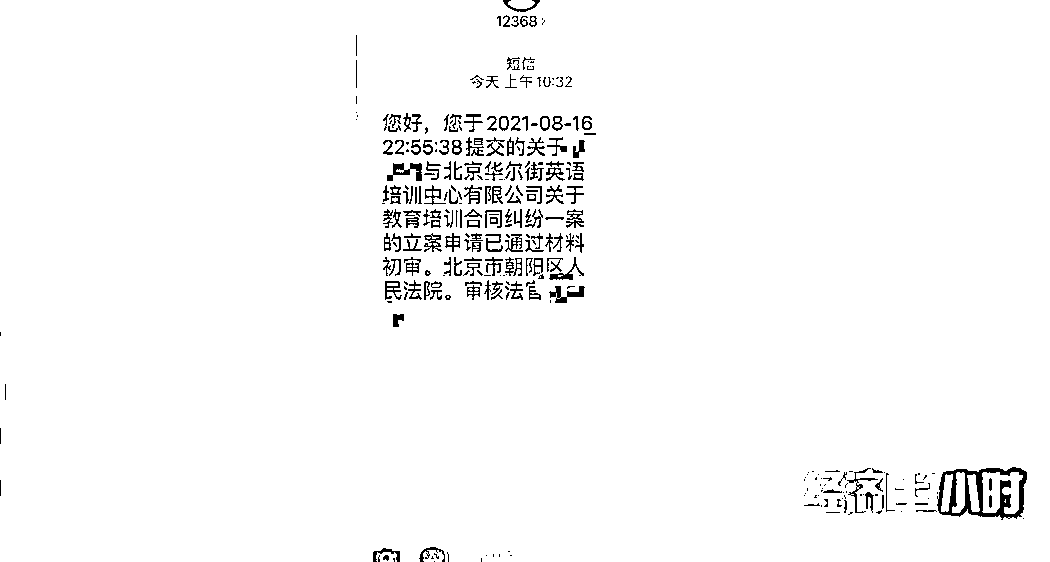 12368
短信
今天 上午 10:32
您好，您于2021-08-16
22:55:38提交的关于
与北京华尔街英语
培训中心有限公司关于
教育培训合同纠纷一案
的立案申请已通过材料
初审。北京市朝阳区人
民法院。审核法官
经济半小时